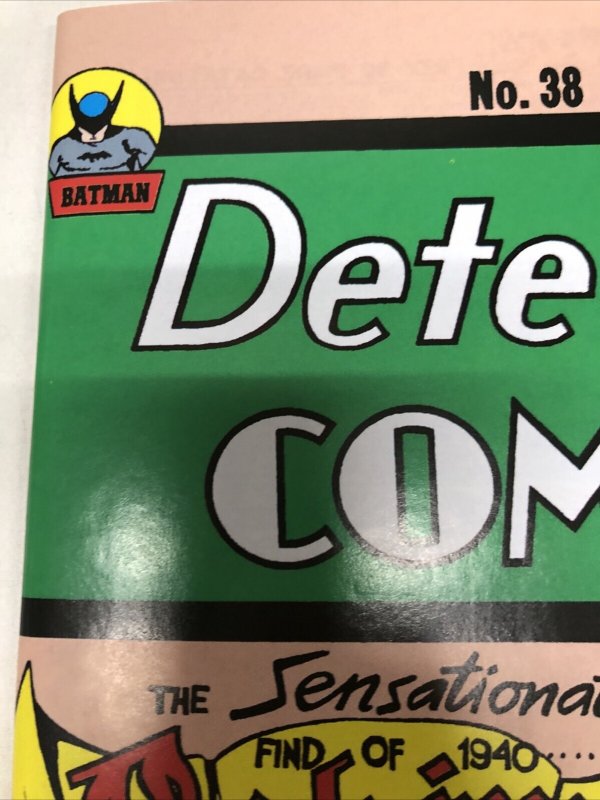 No. 38
BATMAN
Dete
COM
THE Sensationa
FIND OF 1940....